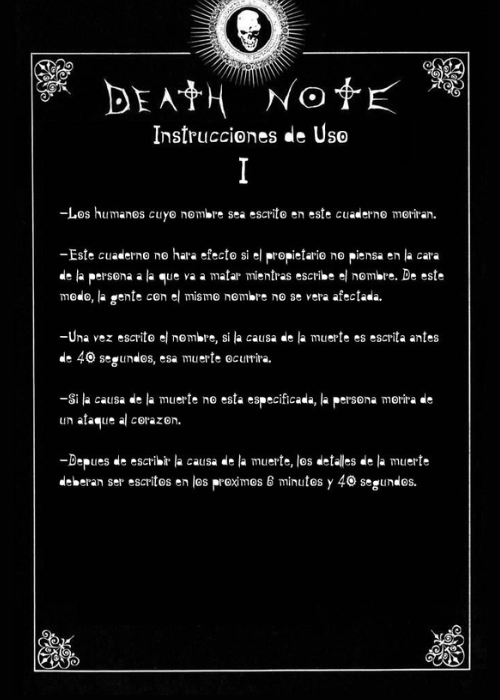 DEATH NOTE
Instrucciones de Uso
I
-Los humanos cuyo nombre sea escrito en este cuaderno moriran.
-Este cuaderno no hara efecto si el propietario no piensa en la cara
de la persona a la que va a matar mientras escribe el nombre. De este
modo, la gente con el mismo nombre no se vera afectada.
-Una vez escrito el nombre, si la causa de la muerte es escrita antes
de 40 segundos, esa muerte ocurrira.
-Si la causa de la muerte no esta especificada, la persona morira de
un ataque al corazon.
-Depues de escribir la causa de la muerte, los detalles de la muerte
deberan ser escritos en los proximos 6 minutos y 40 segundos.